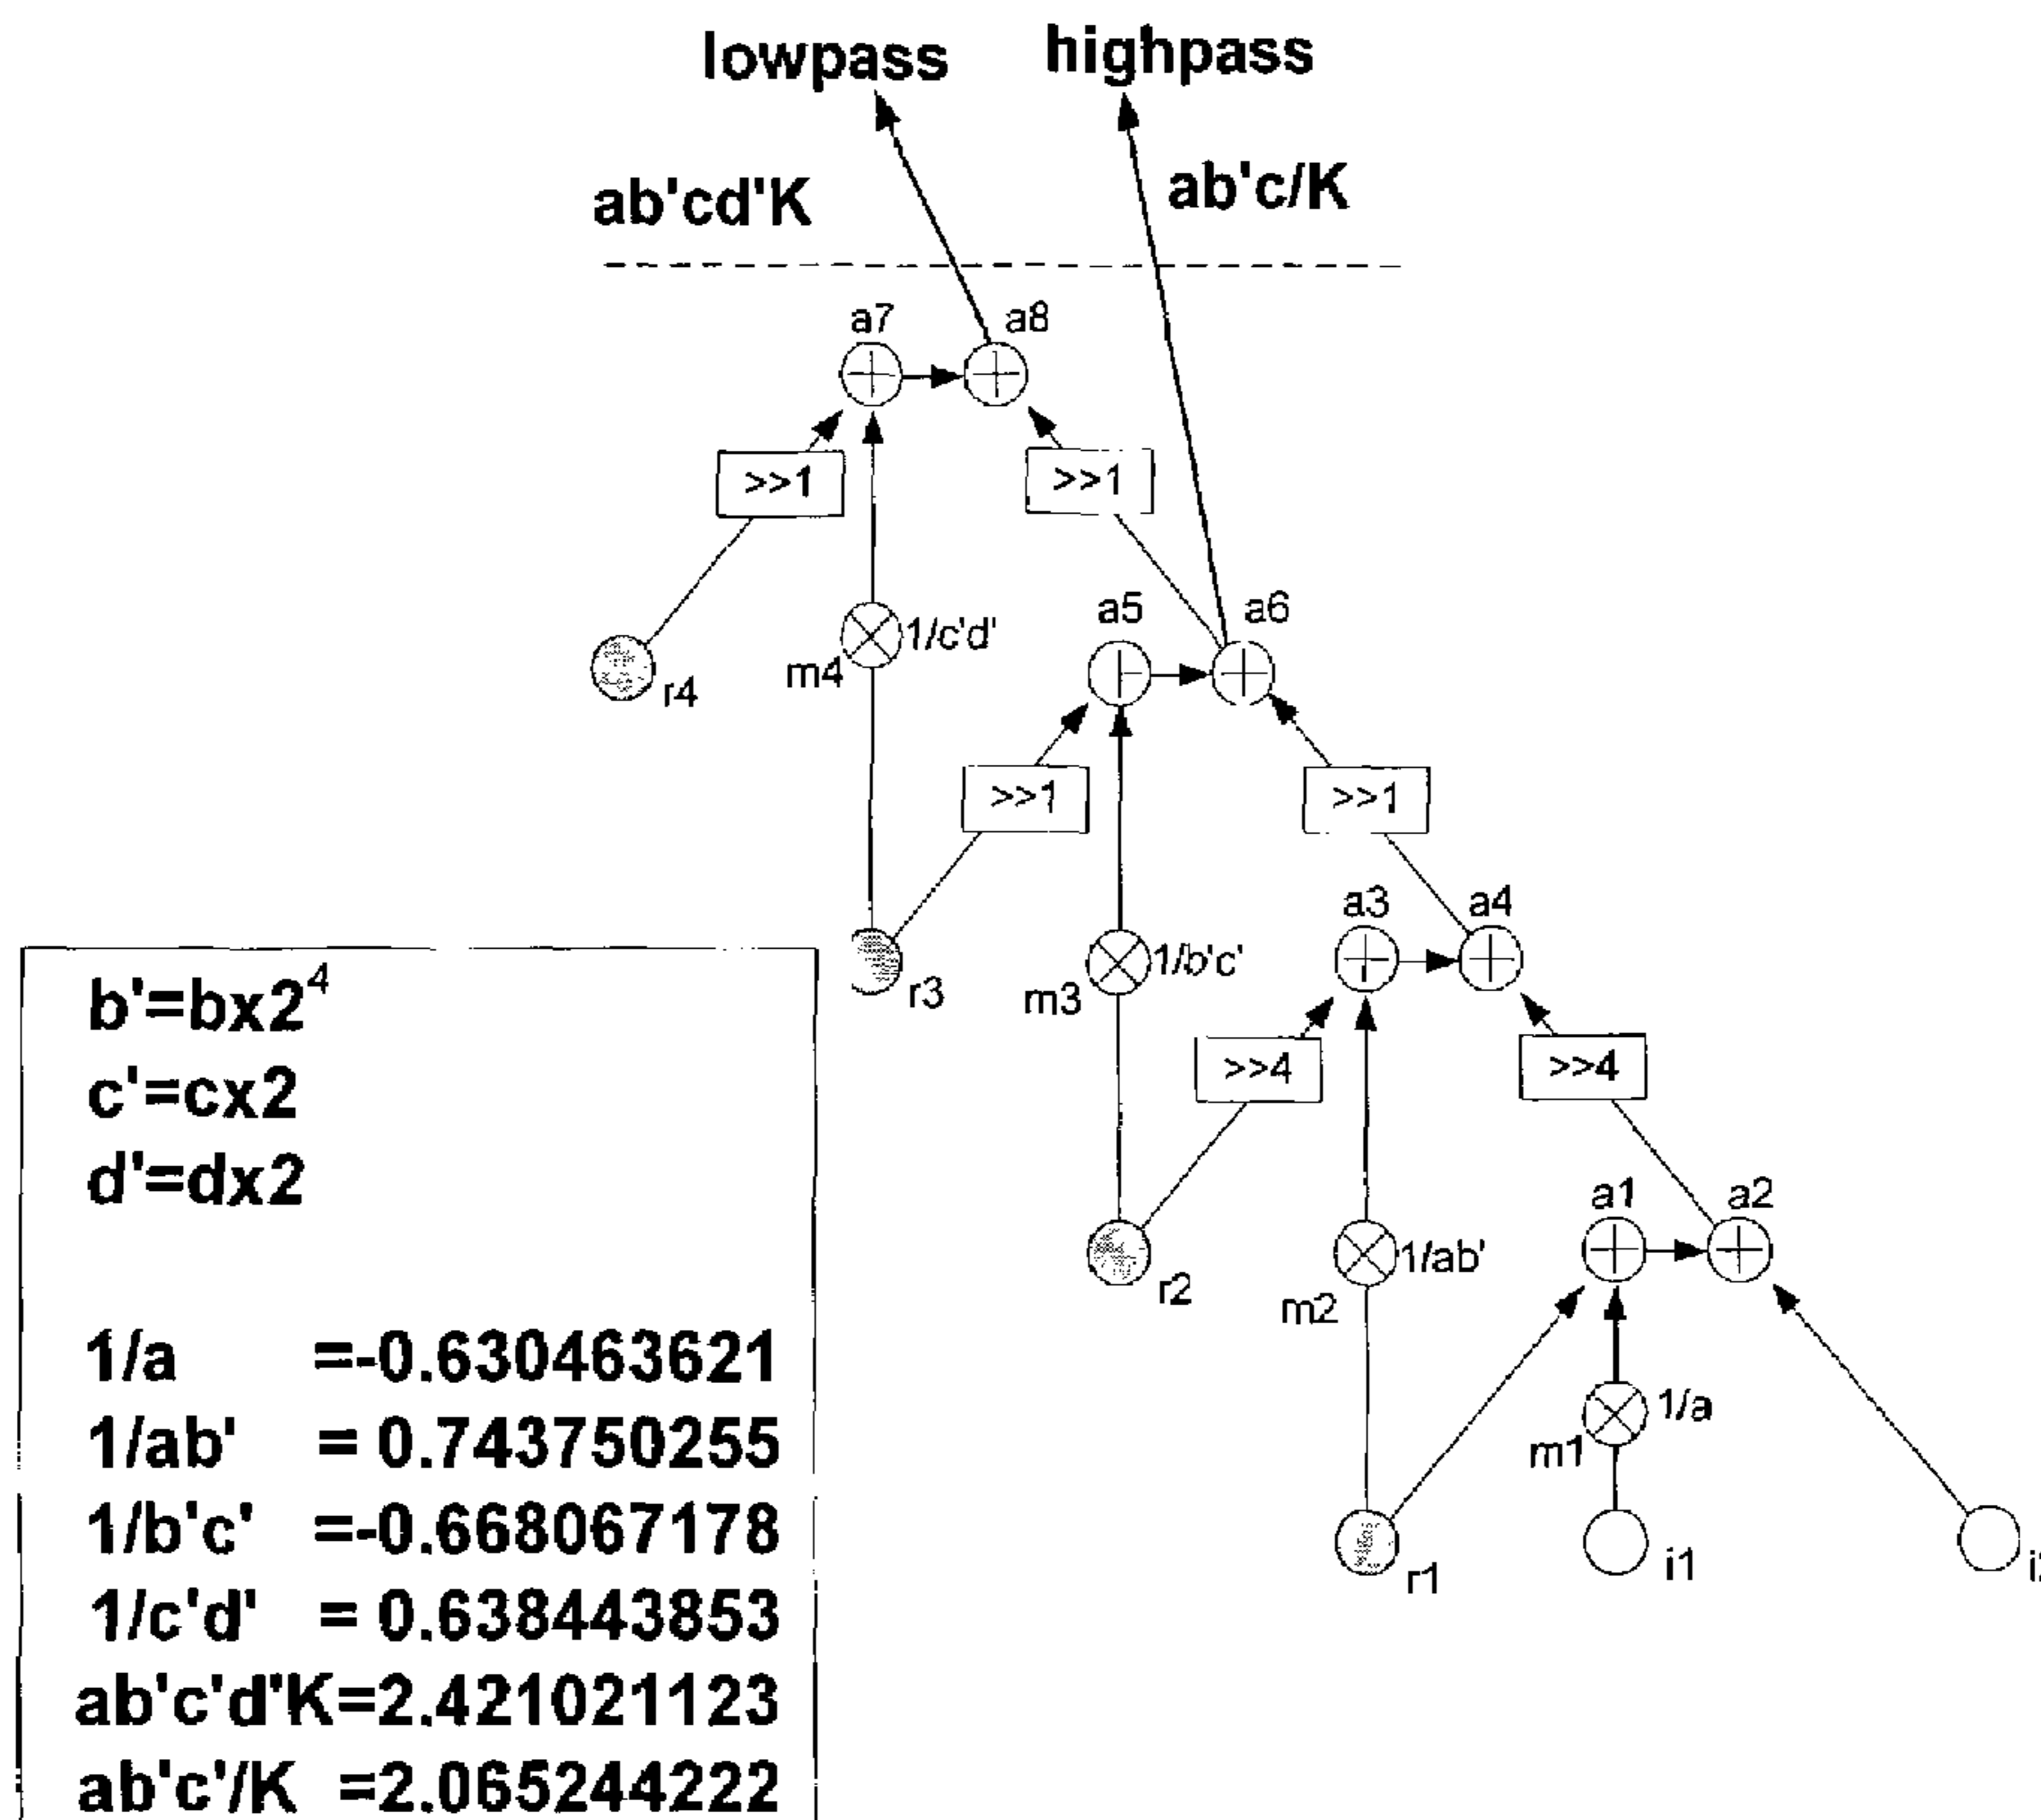 lowpass highpass
ab'cd'K ab'c/K
a7 a8
>>1 >>1
r4 m4 1/c'd' a5 a6
>>1 >>1
r3 m3 1/b'c' a3 a4
>>4 >>4
r2 m2 1/ab' a1 a2
m1 1/a
r1 i1
b'=bx2⁴
c'=cx2
d'=dx2
1/a =-0.630463621
1/ab' = 0.743750255
1/b'c' =-0.668067178
1/c'd' = 0.638443853
ab'c'd'K=2.421021123
ab'c'/K =2.065244222